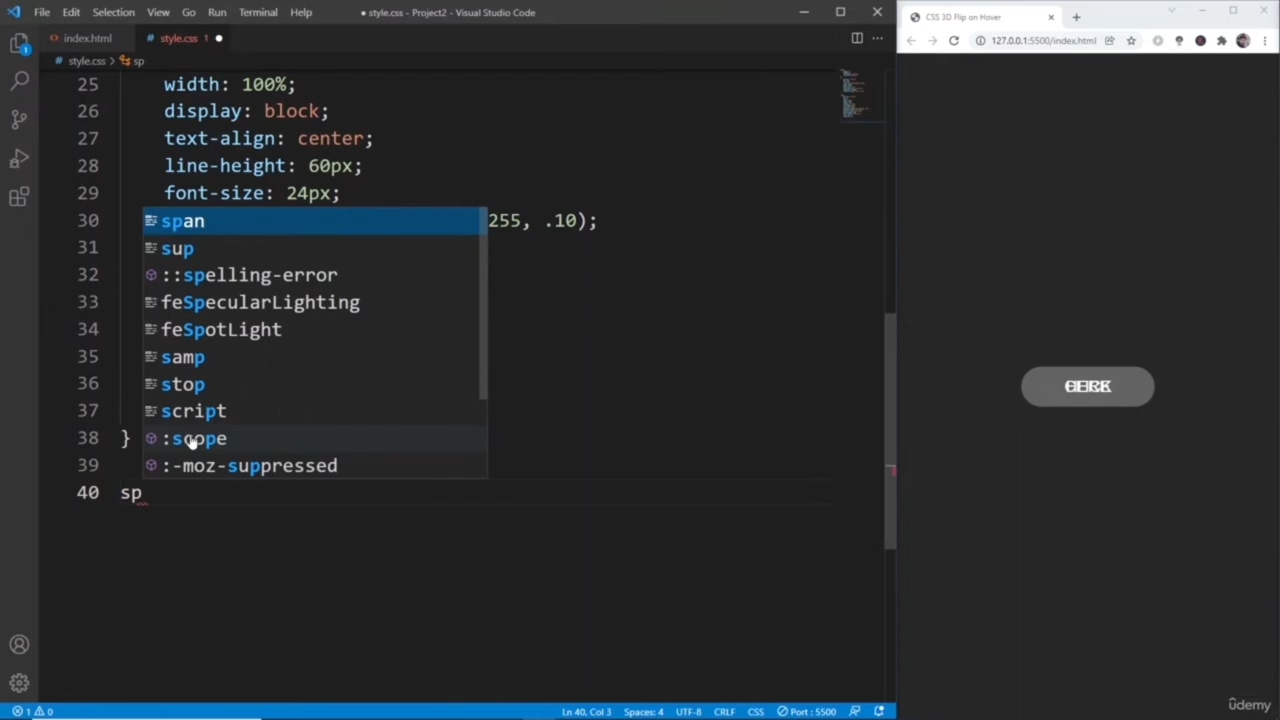 File Edit Selection View Go Run Terminal Help
● style.css - Project2 - Visual Studio Code
CSS 3D Flip on Hover
index.html
# style.css 1 ●
127.0.0.1:5500/index.html
# style.css > sp
25 width: 100%;
26 display: block;
27 text-align: center;
28 line-height: 60px;
29 font-size: 24px;
30 255, .10);
31
32
33
34
35
36
37
38 }
39
40 sp
span
sup
::spelling-error
feSpecularLighting
feSpotLight
samp
stop
script
:scope
:-moz-suppressed
1
1 0
Ln 40, Col 3 Spaces: 4 UTF-8 CRLF CSS Port : 5500
ûdemy